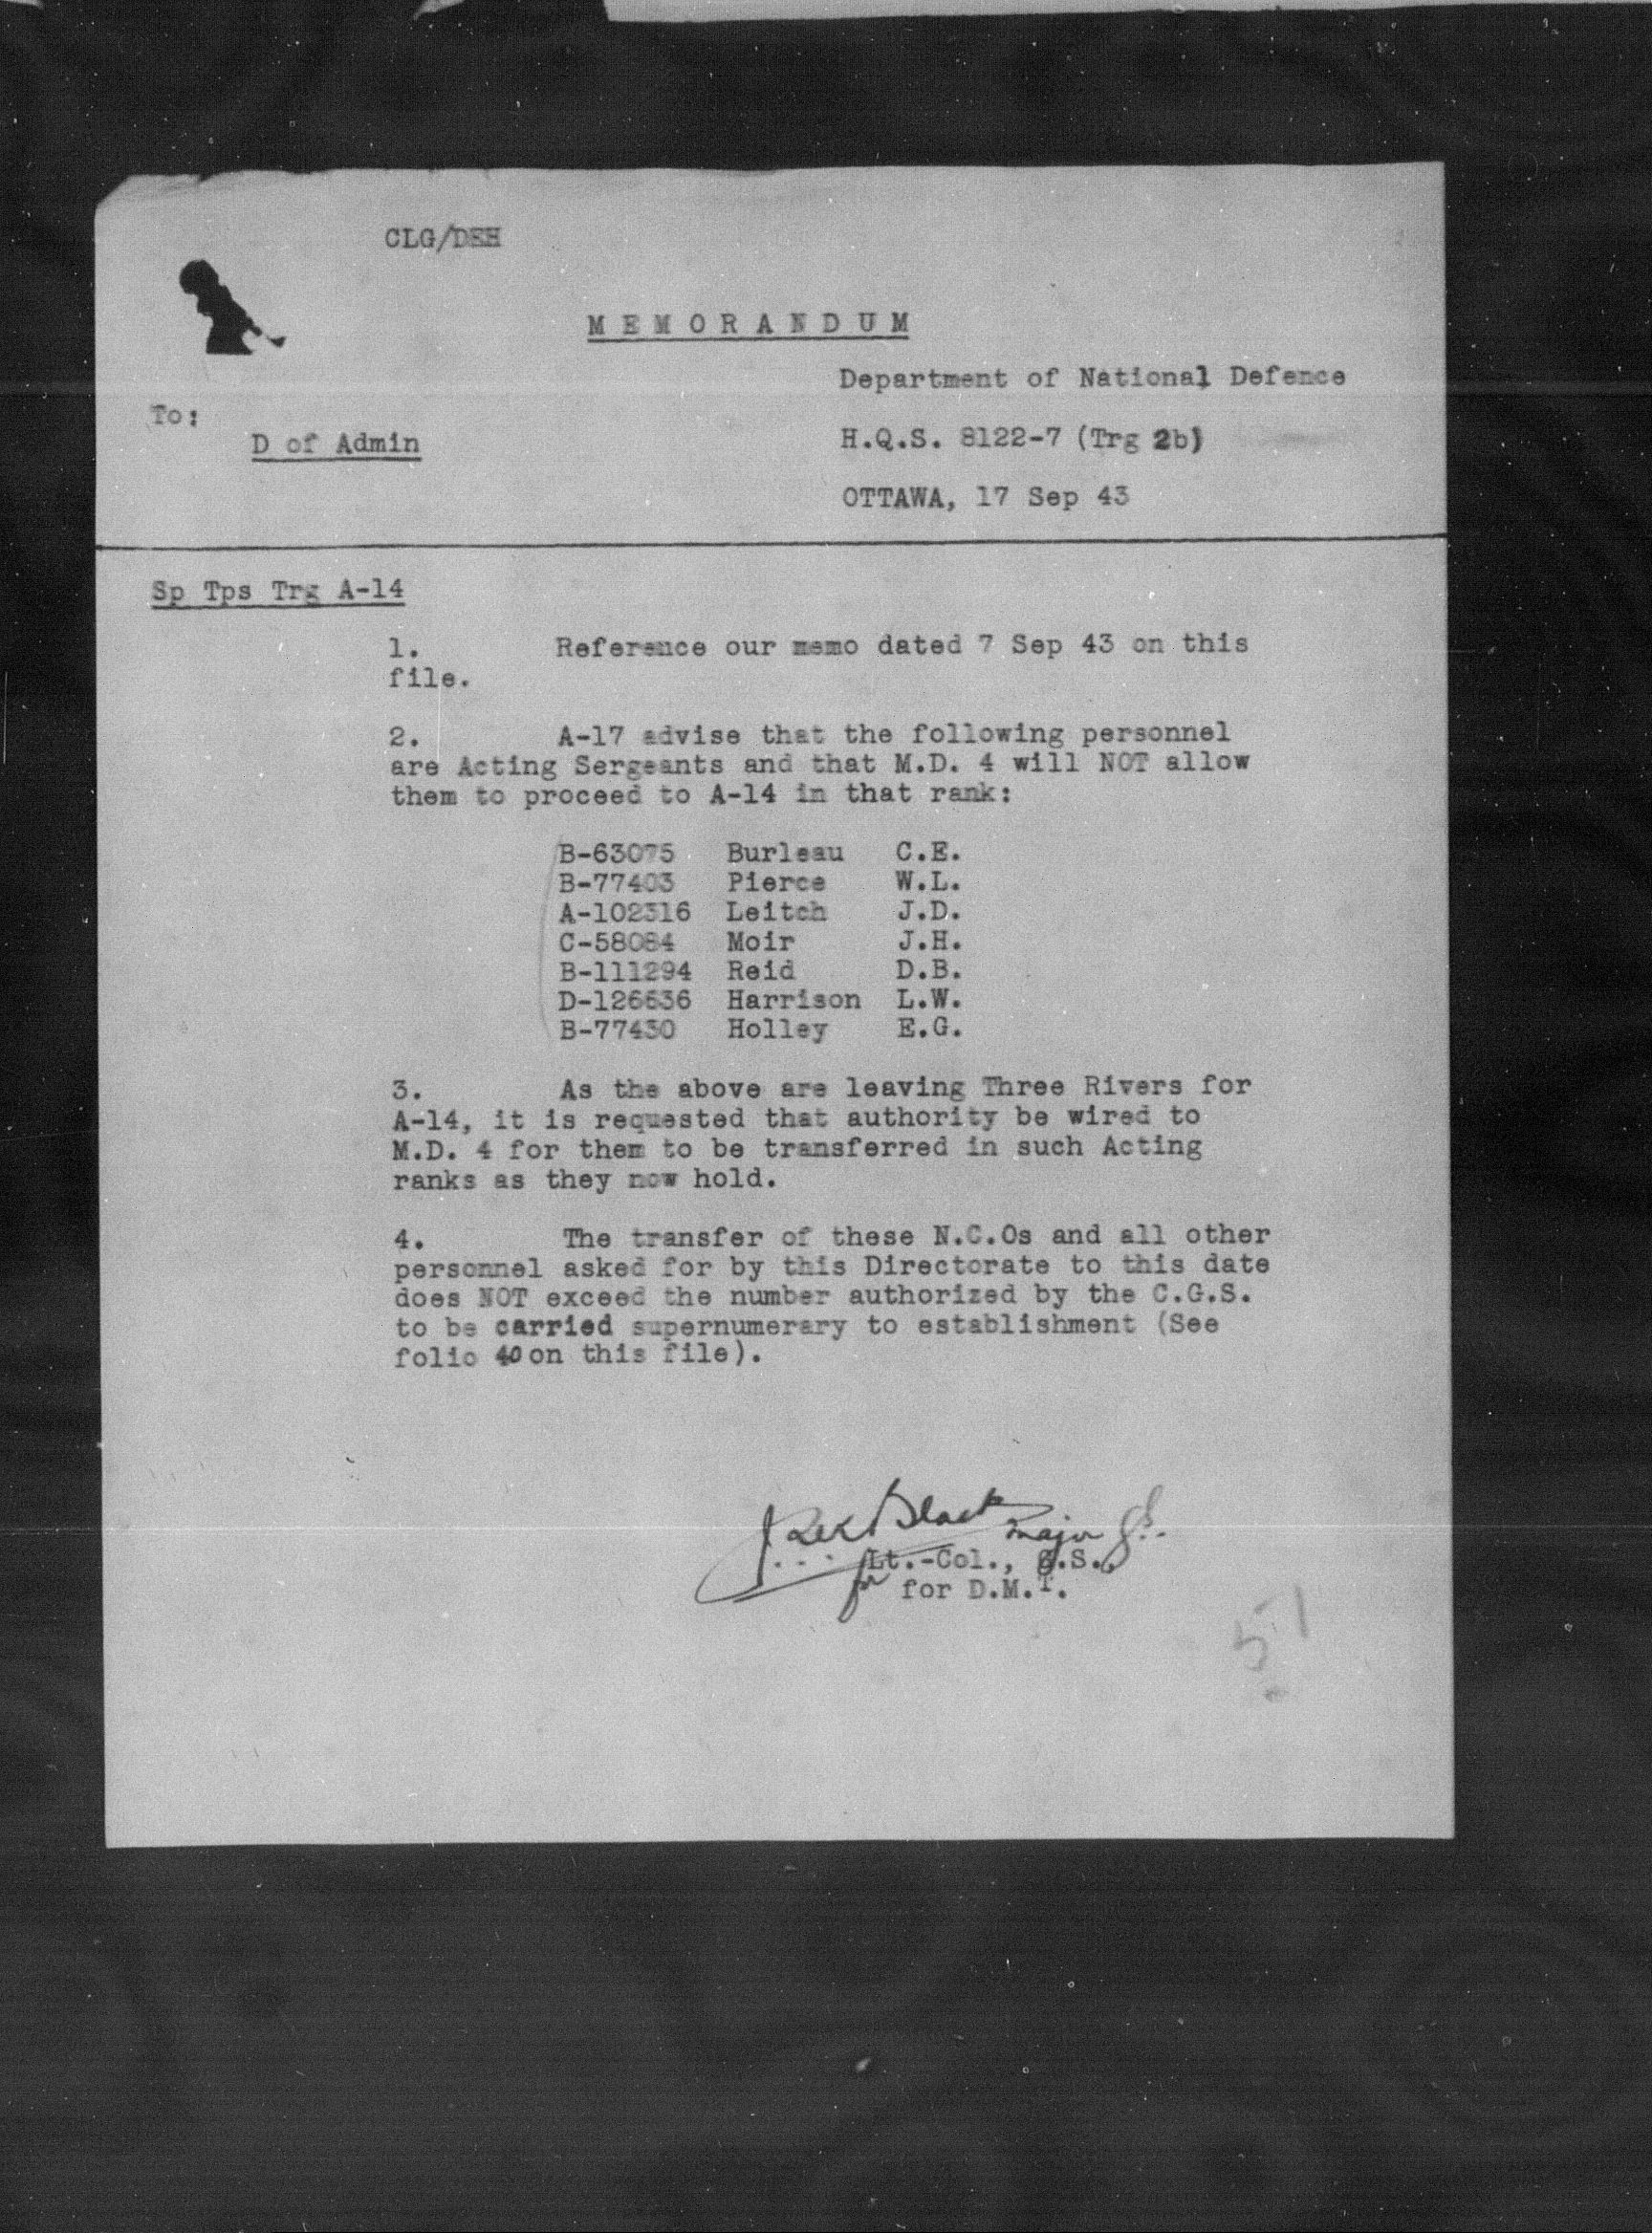 CLG/DEH
M E M O R A N D U M
Department of National Defence
To:
D of Admin
H.Q.S. 8122-7 (Trg 2b)
OTTAWA, 17 Sep 43
Sp Tps Trg A-14
1. Reference our memo dated 7 Sep 43 on this
file.
2. A-17 advise that the following personnel
are Acting Sergeants and that M.D. 4 will NOT allow
them to proceed to A-14 in that rank:
B-63075 Burleau C.E.
B-77403 Pierce W.L.
A-102316 Leitch J.D.
C-58084 Moir J.H.
B-111294 Reid D.B.
D-126636 Harrison L.W.
B-77430 Holley E.G.
3. As the above are leaving Three Rivers for
A-14, it is requested that authority be wired to
M.D. 4 for them to be transferred in such Acting
ranks as they now hold.
4. The transfer of these N.C.Os and all other
personnel asked for by this Directorate to this date
does NOT exceed the number authorized by the C.G.S.
to be carried supernumerary to establishment (See
folio 40 on this file).
Black Major GS.
for Lt.-Col., G.S.,
for D.M.T.
51